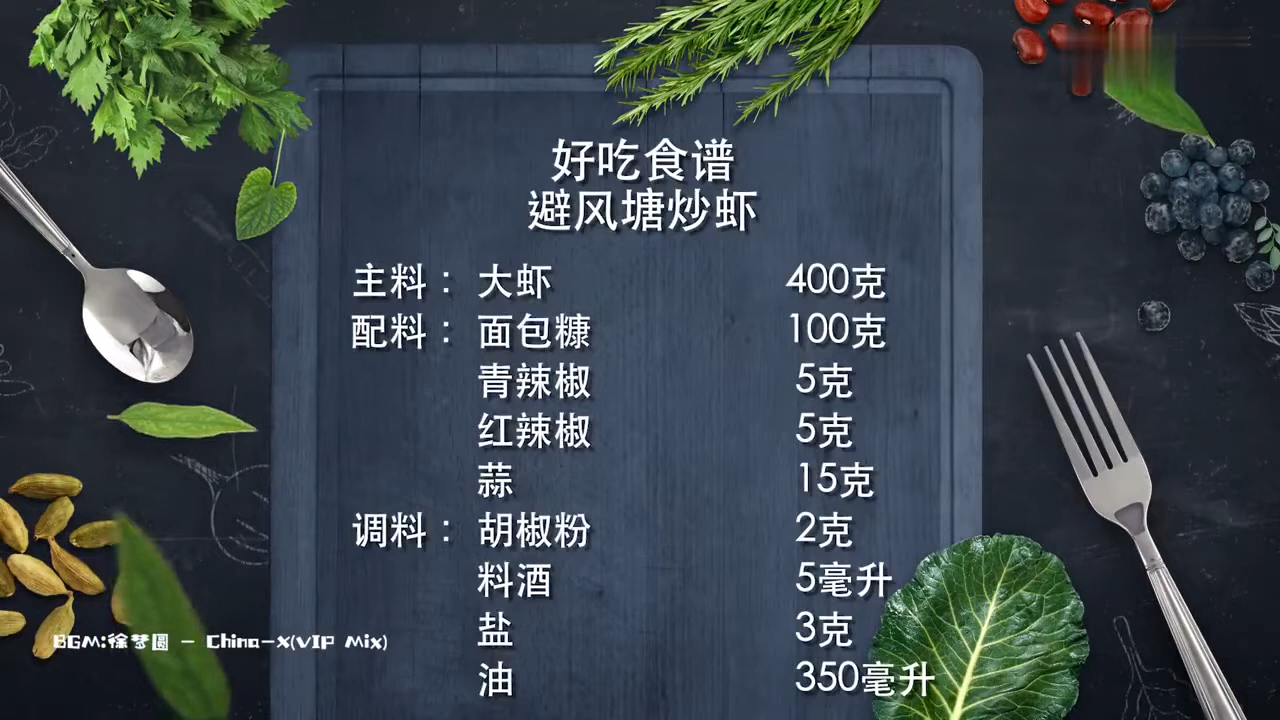 好吃食谱
避风塘炒虾
主料：大虾 400克
配料：面包糠 100克
青辣椒 5克
红辣椒 5克
蒜 15克
调料：胡椒粉 2克
料酒 5毫升
盐 3克
油 350毫升
BGM:徐梦圆 - China-X(VIP Mix)